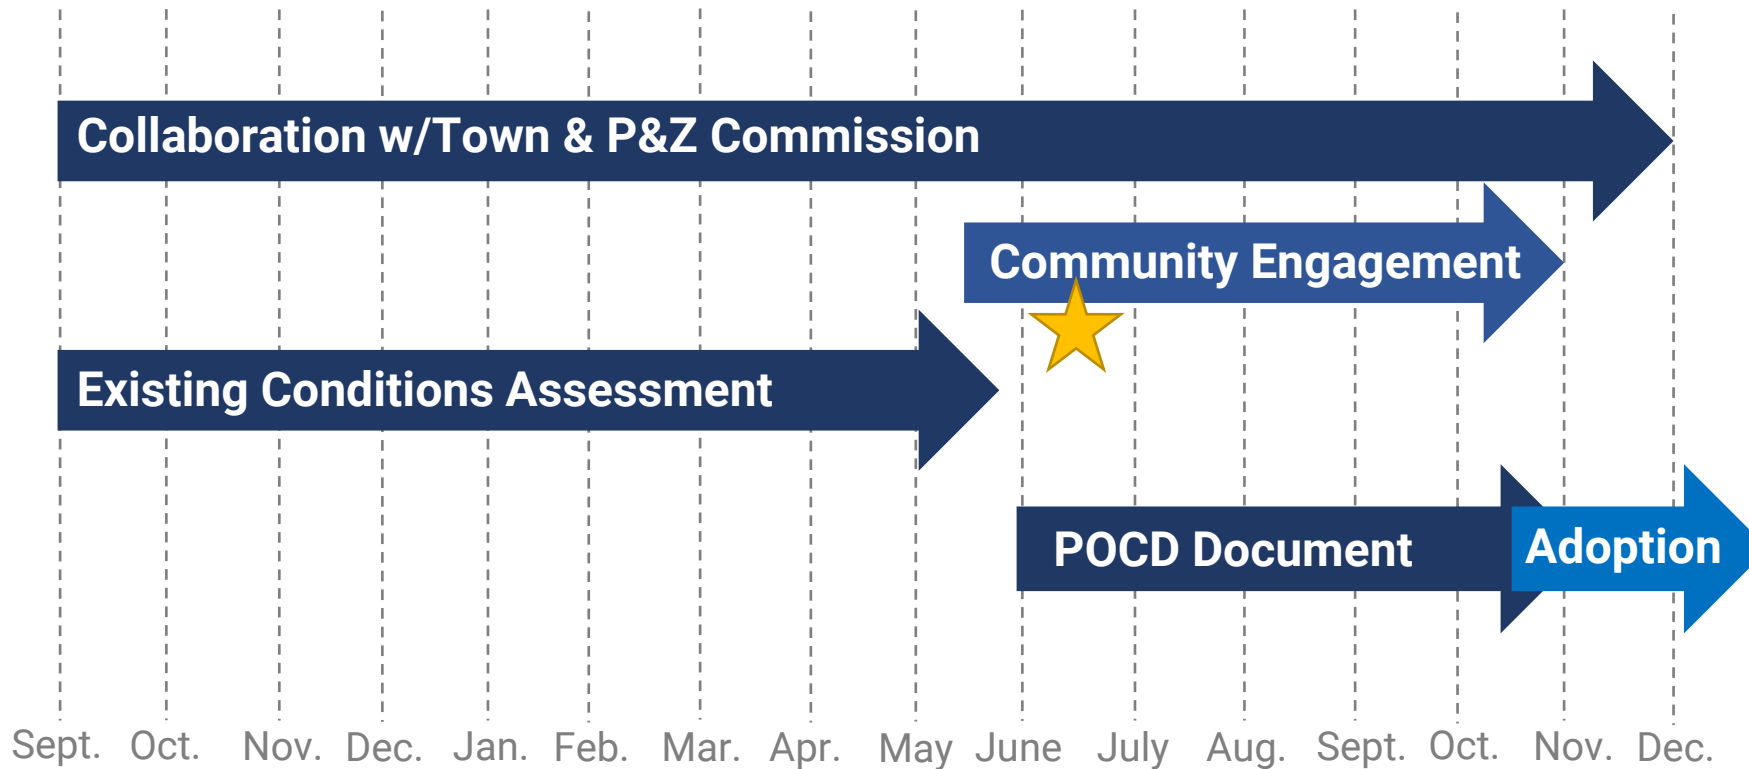 Collaboration w/Town & P&Z Commission
Community Engagement
Existing Conditions Assessment
POCD Document
Adoption
Sept. Oct. Nov. Dec. Jan. Feb. Mar. Apr. May June July Aug. Sept. Oct. Nov. Dec.